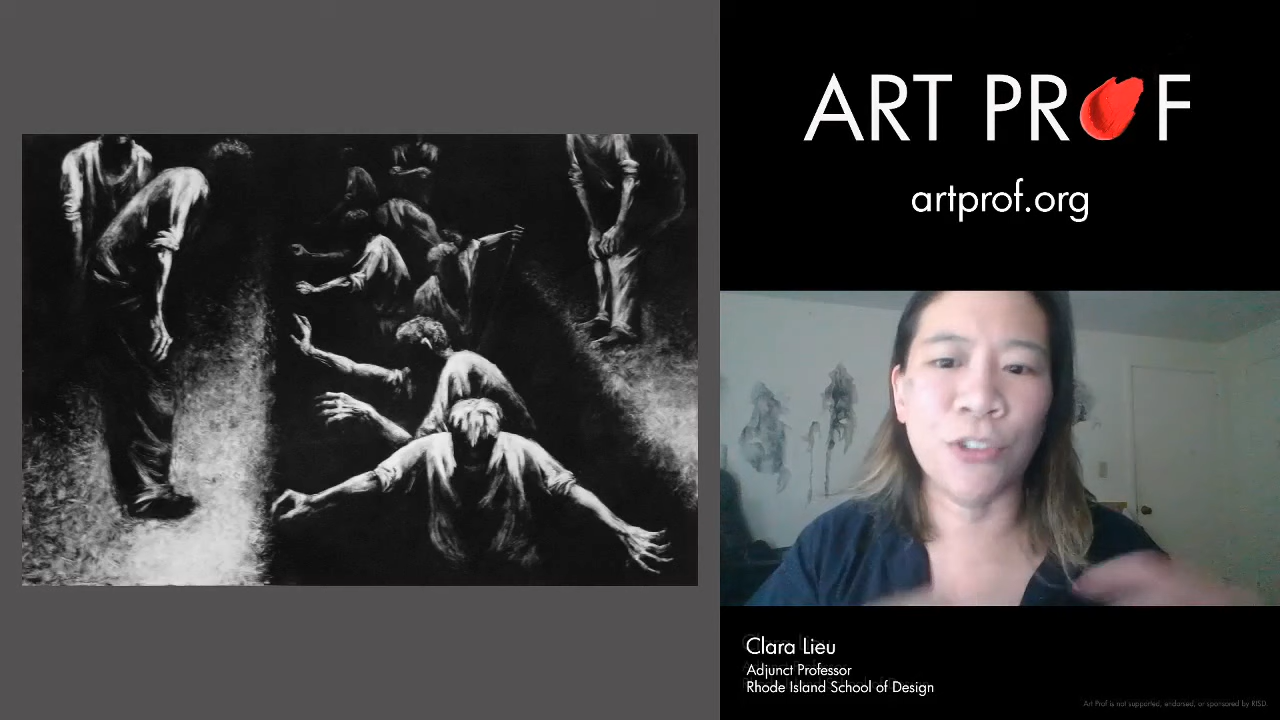 ART PROF
artprof.org
Clara Lieu
Adjunct Professor
Rhode Island School of Design
Art Prof is not supported, endorsed, or sponsored by RISD.